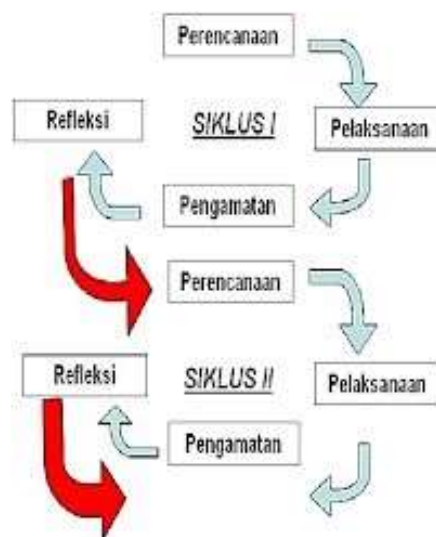 Perencanaan
Refleksi
SIKLUS I
Pelaksanaan
Pengamatan
Perencanaan
Refleksi
SIKLUS II
Pelaksanaan
Pengamatan